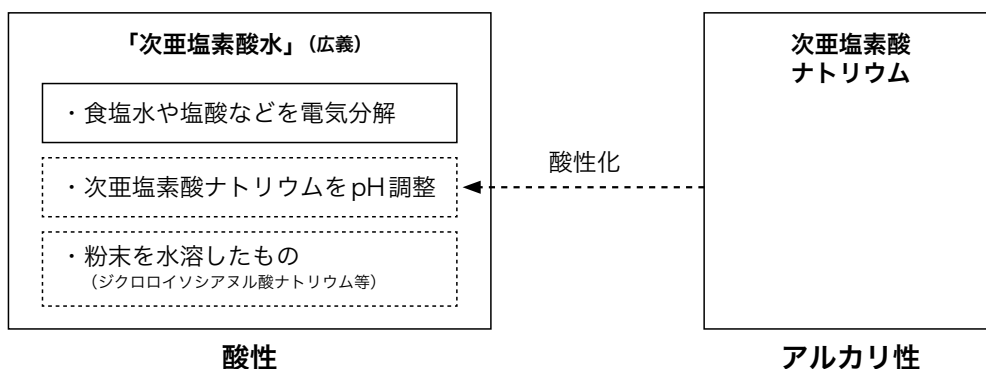 「次亜塩素酸水」（広義）
・食塩水や塩酸などを電気分解
・次亜塩素酸ナトリウムをpH調整
・粉末を水溶したもの
（ジクロロイソシアヌル酸ナトリウム等）
酸性
酸性化
次亜塩素酸
ナトリウム
アルカリ性